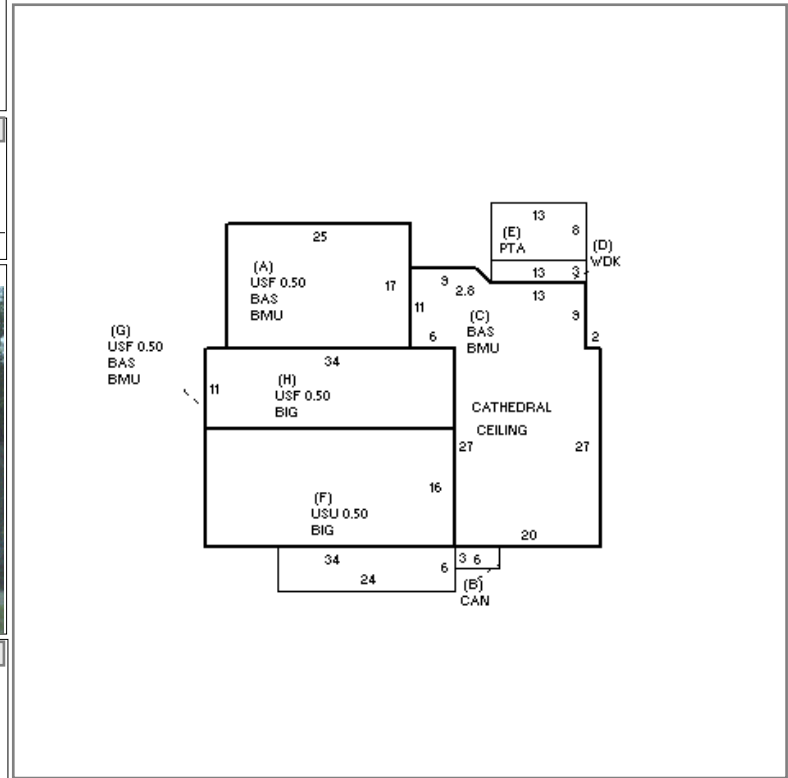 13
8
(E)
PTA
(D)
WDK
13
3
25
(A)
USF 0.50
BAS
BMU
17
9
2.8
13
11
(C)
BAS
BMU
9
6
2
(G)
USF 0.50
BAS
BMU
34
11
(H)
USF 0.50
BIG
CATHEDRAL
CEILING
27
27
16
(F)
USU 0.50
BIG
20
34
6
3
6
24
(B)
CAN